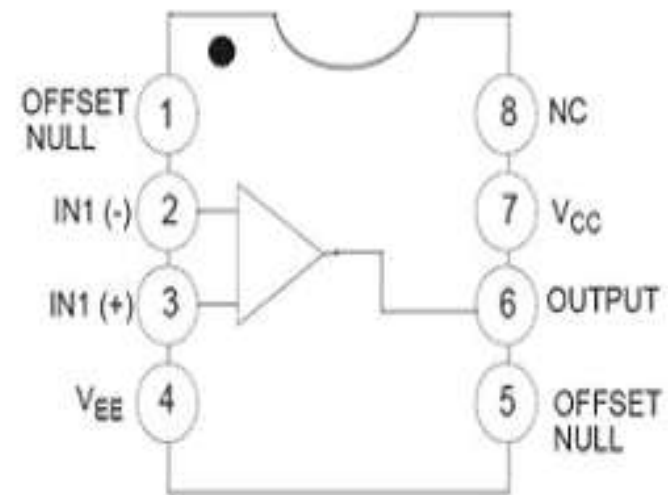 OFFSET
NULL
1
8
NC
IN1 (-)
2
7
VCC
IN1 (+)
3
6
OUTPUT
VEE
4
5
OFFSET
NULL